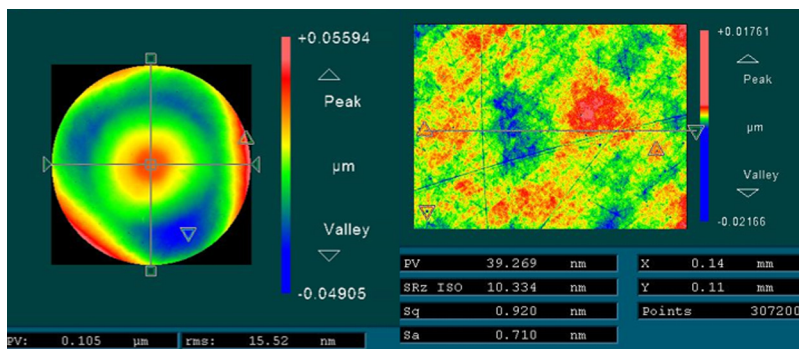 +0.05594
Peak
μm
Valley
-0.04905
PV: 0.105 μm rms: 15.52 nm
+0.01761
Peak
μm
Valley
-0.02166
PV 39.269 nm
SRz ISO 10.334 nm
Sq 0.920 nm
Sa 0.710 nm
X 0.14 mm
Y 0.11 mm
Points 307200